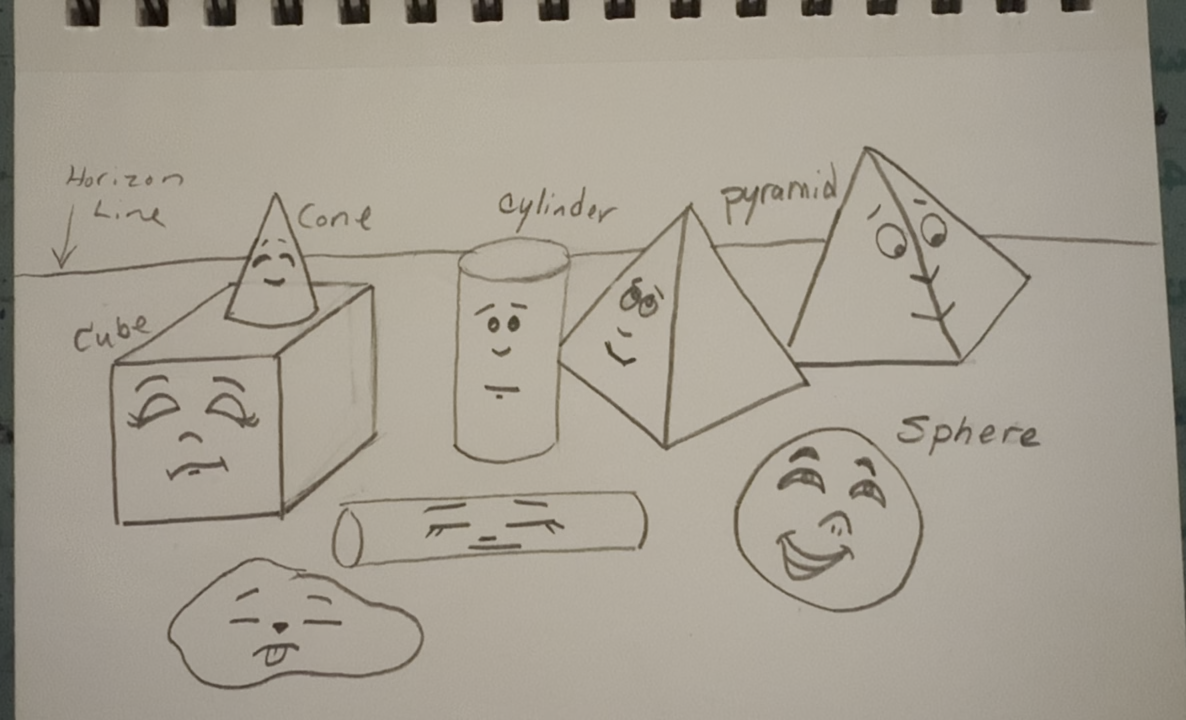 Horizon
Line
Cone
Cylinder
pyramid
Cube
Sphere